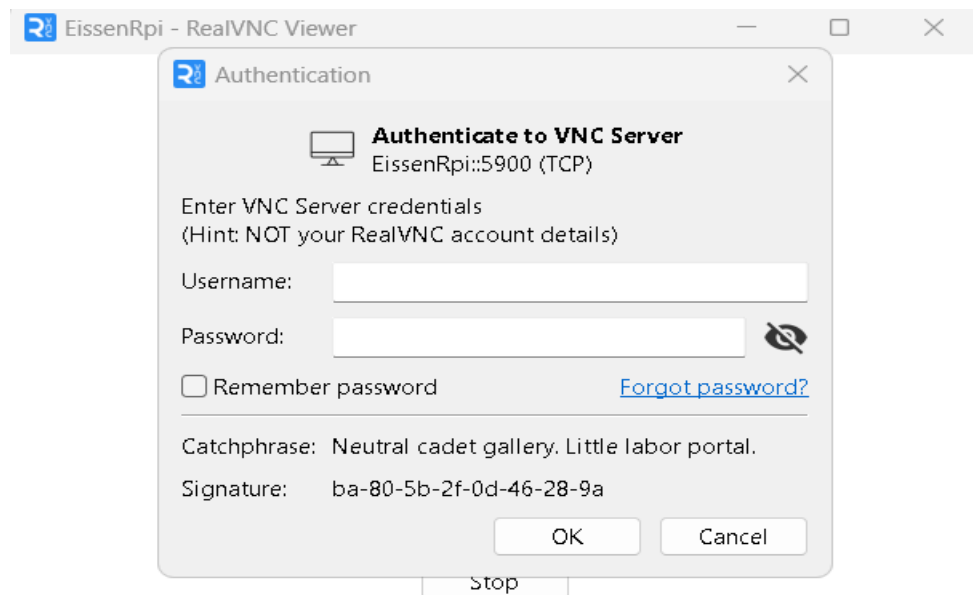 EissenRpi - RealVNC Viewer
Authentication
Authenticate to VNC Server
EissenRpi::5900 (TCP)
Enter VNC Server credentials
(Hint: NOT your RealVNC account details)
Username:
Password:
Remember password Forgot password?
Catchphrase: Neutral cadet gallery. Little labor portal.
Signature: ba-80-5b-2f-0d-46-28-9a
OK Cancel
Stop